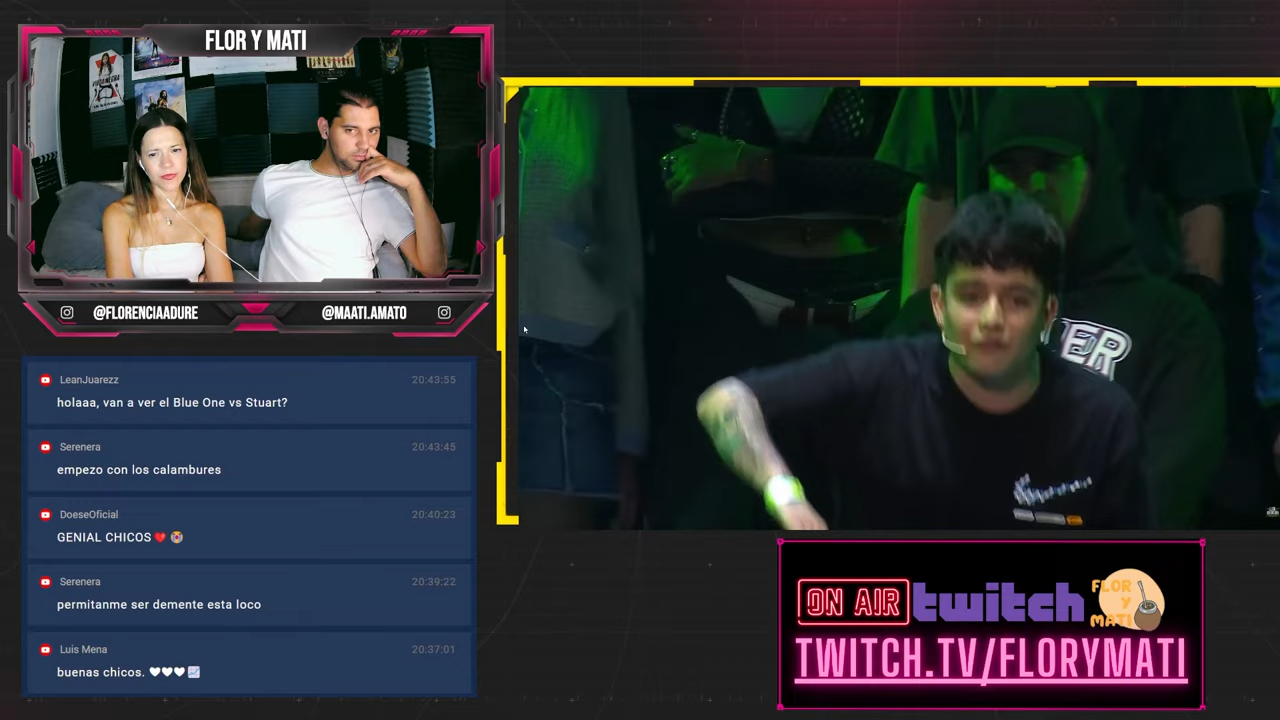 FLOR Y MATI
@FLORENCIAADURE
@MAATI.AMATO
LeanJuarezz
20:43:55
holaaa, van a ver el Blue One vs Stuart?
Serenera
20:43:45
empezo con los calambures
DoeseOficial
20:40:23
GENIAL CHICOS
Serenera
20:39:22
permitanme ser demente esta loco
Luis Mena
20:37:01
buenas chicos.
ER
ON AIR
twitch
FLOR
Y
MATI
TWITCH.TV/FLORYMATI